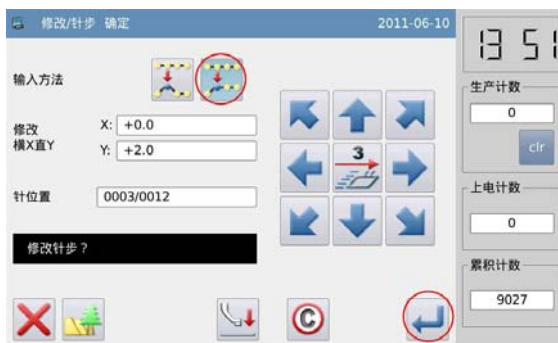 修改/针步 确定 2011-06-10
13 51
输入方法
生产计数
0
clr
修改
横X直Y
X: +0.0
Y: +2.0
3
针位置 0003/0012
上电计数
0
修改针步？
累积计数
9027
C